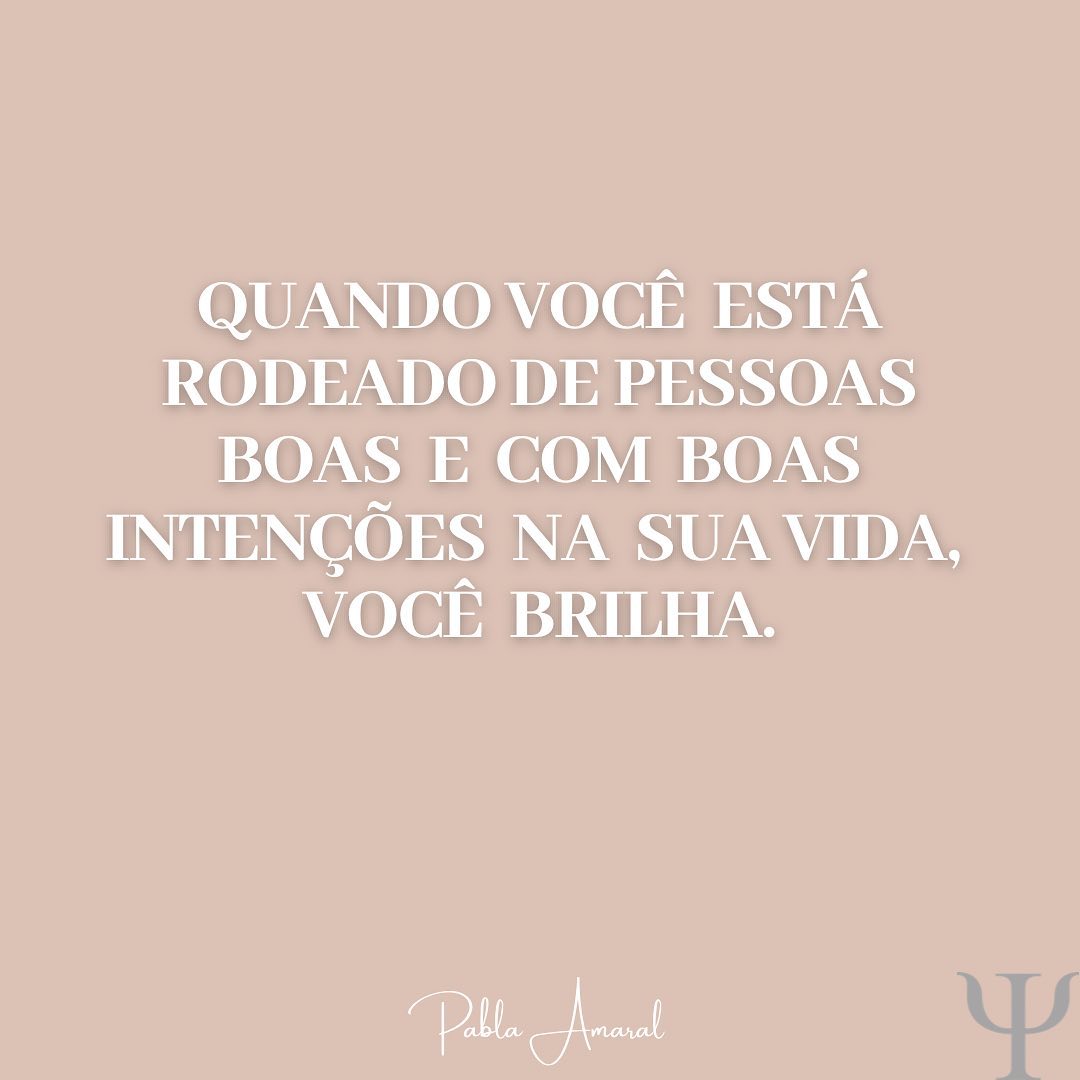 QUANDO VOCÊ ESTÁ
RODEADO DE PESSOAS
BOAS E COM BOAS
INTENÇÕES NA SUA VIDA,
VOCÊ BRILHA.
Pabla Amaral
Ψ